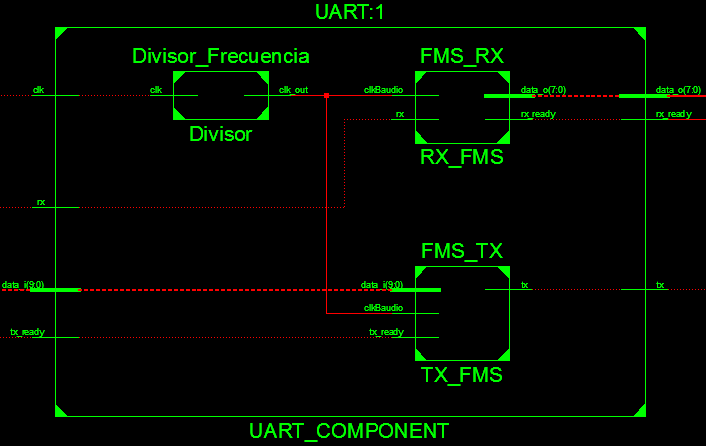 UART:1
Divisor_Frecuencia
FMS_RX
clk
clk
clk_out
clkBaudio
data_o(7:0)
data_o(7:0)
rx
rx_ready
rx_ready
Divisor
RX_FMS
rx
FMS_TX
data_i(9:0)
data_i(9:0)
tx
tx
clkBaudio
tx_ready
tx_ready
TX_FMS
UART_COMPONENT